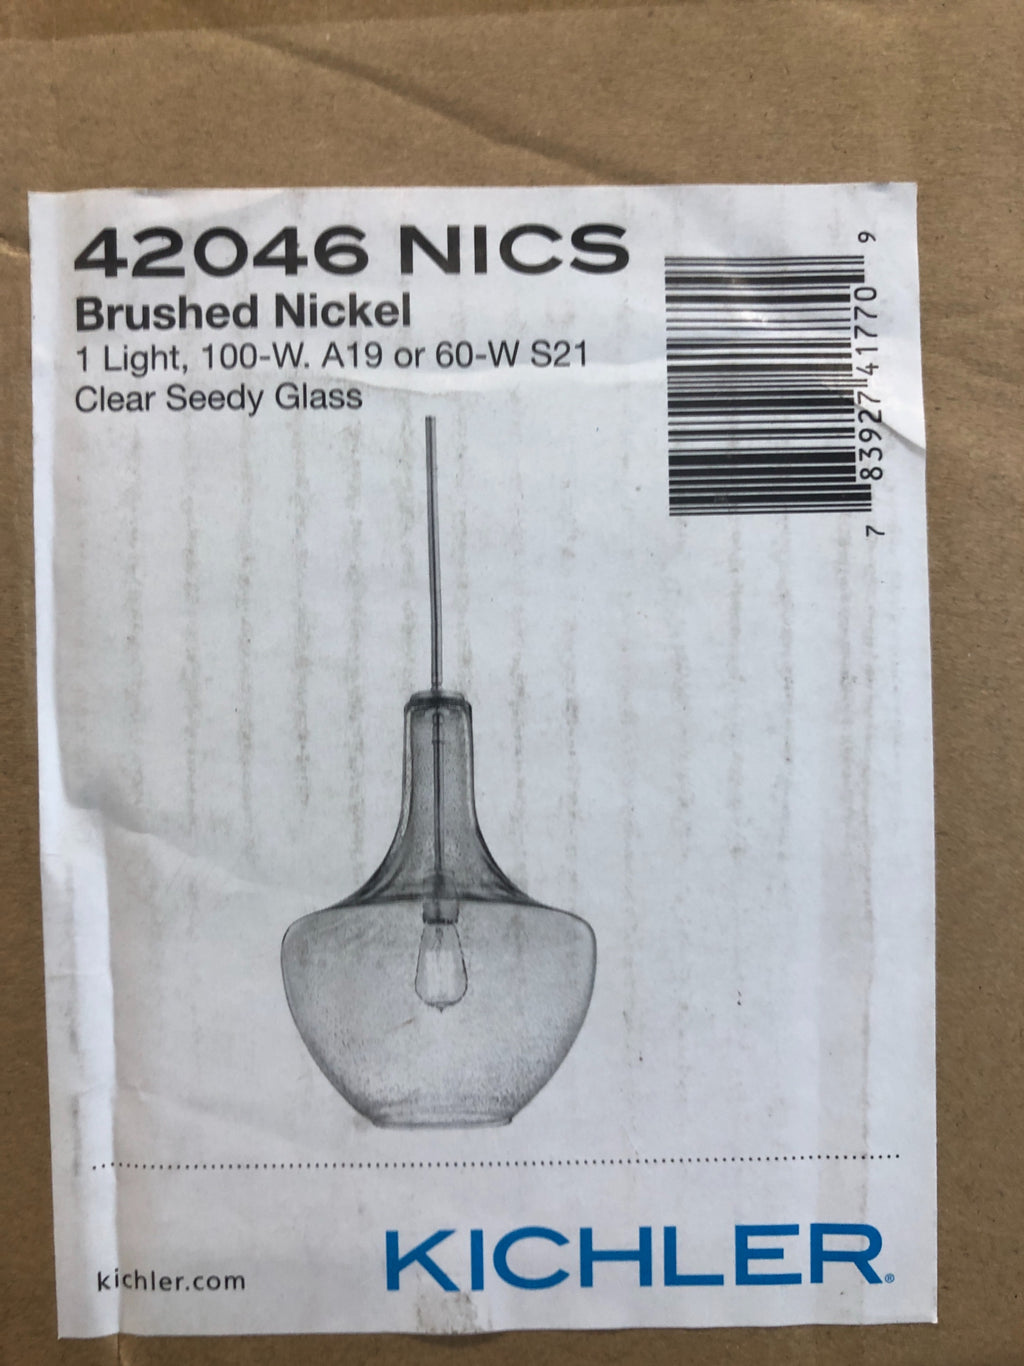 42046 NICS
Brushed Nickel
1 Light, 100-W. A19 or 60-W S21
Clear Seedy Glass
7 83927 41770 9
kichler.com
KICHLER®